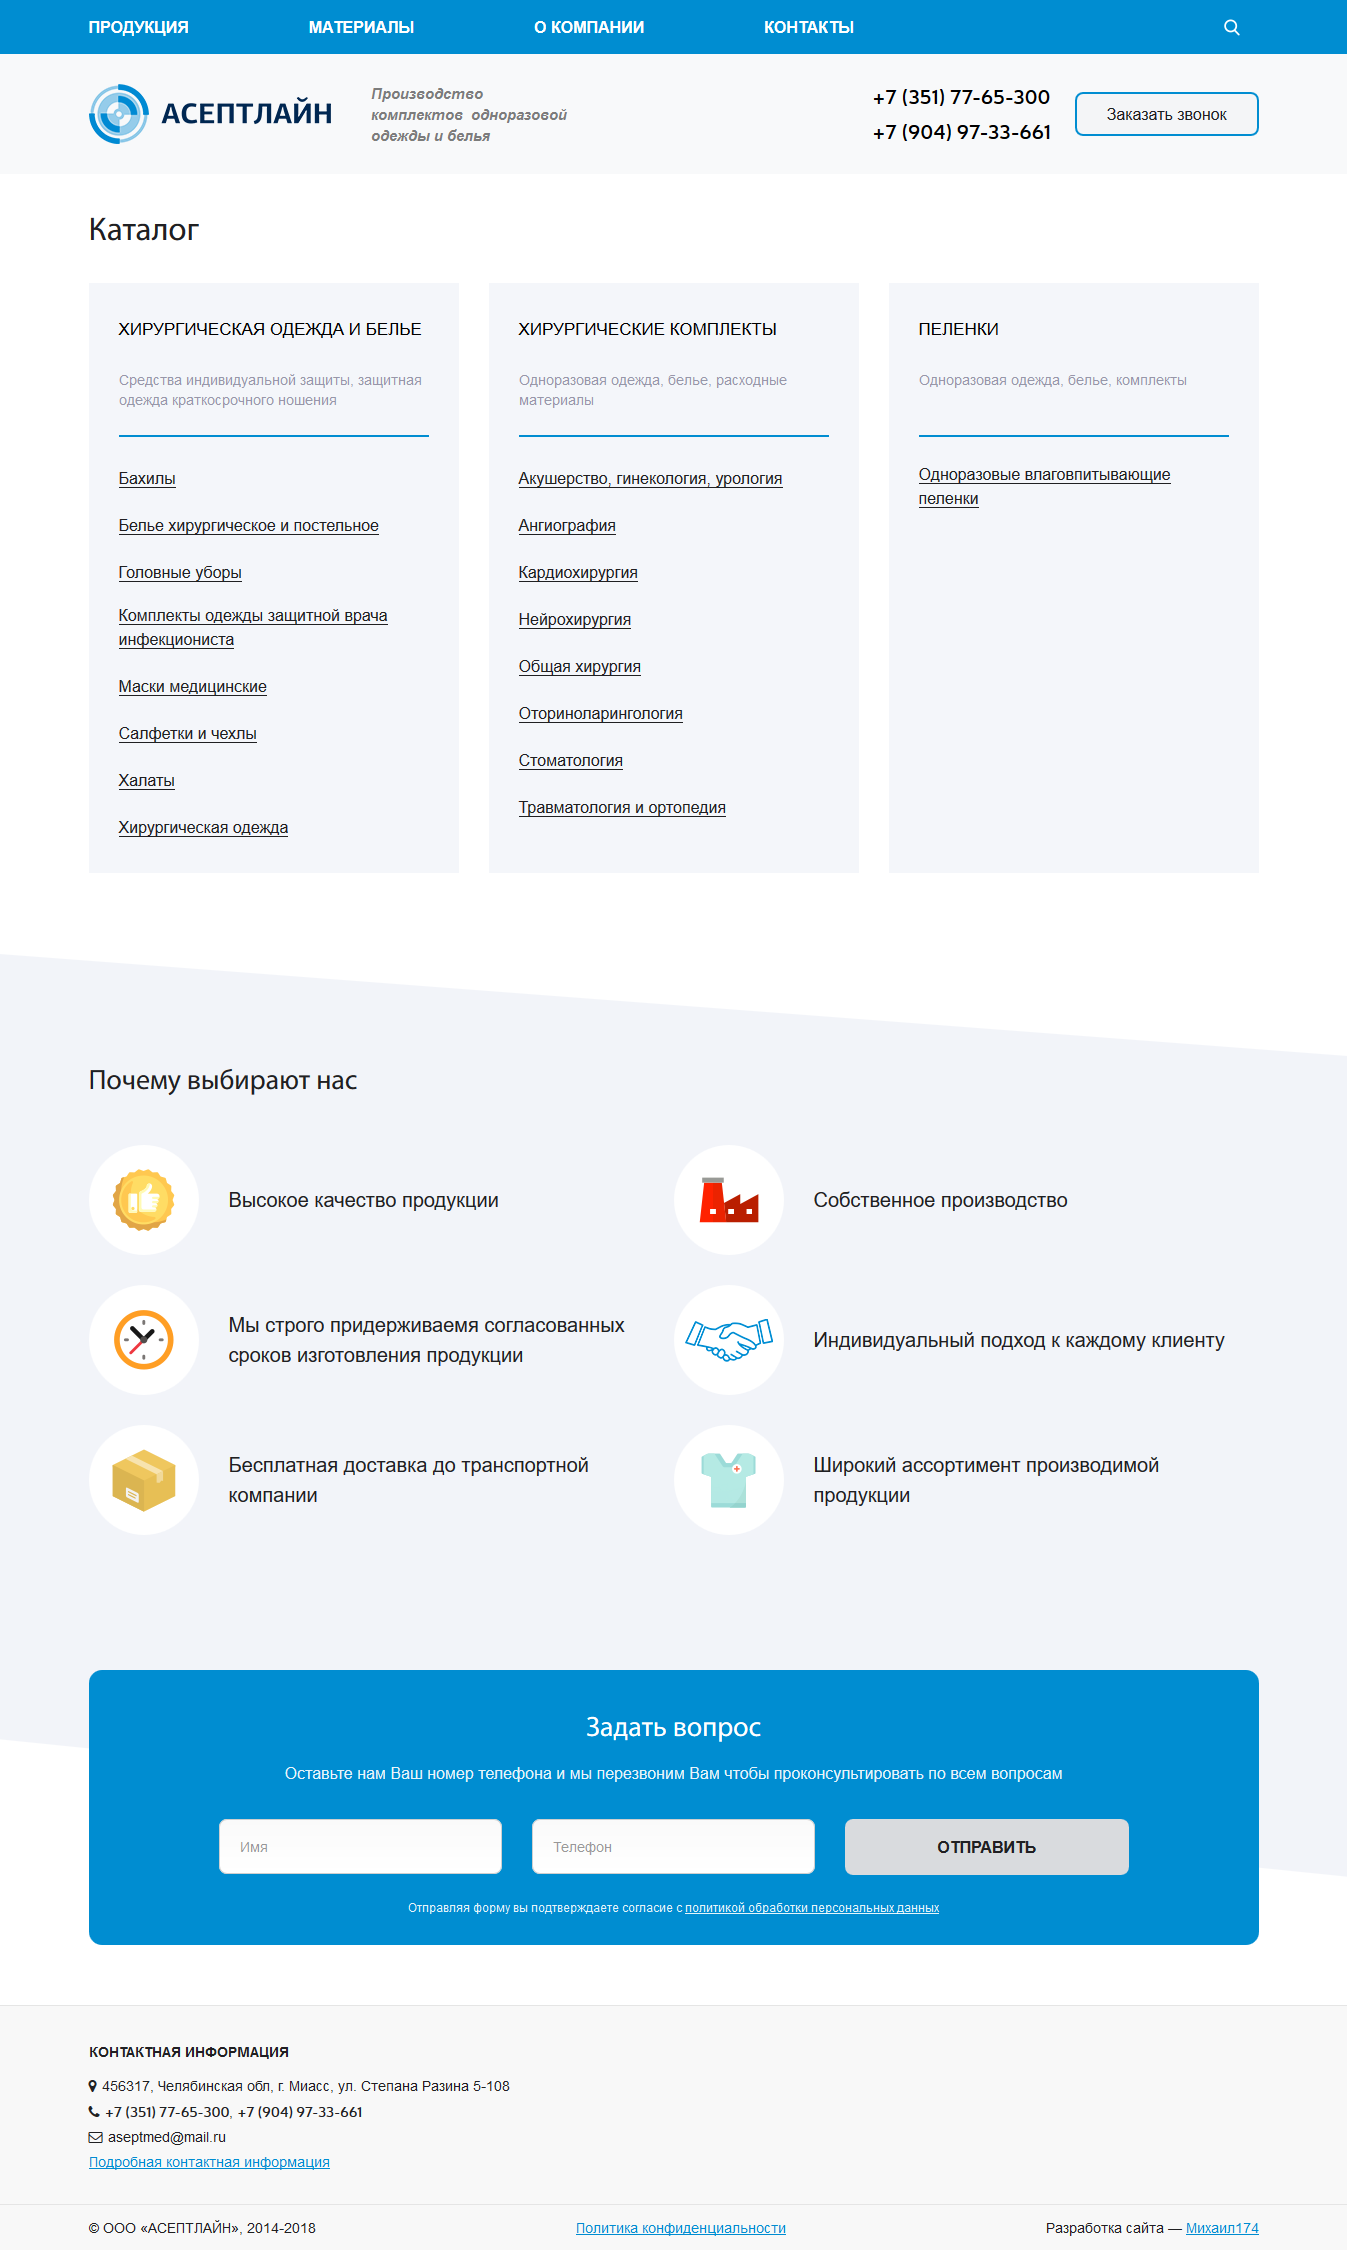 ПРОДУКЦИЯ МАТЕРИАЛЫ О КОМПАНИИ КОНТАКТЫ
АСЕПТЛАЙН
Производство
комплектов одноразовой
одежды и белья
+7 (351) 77-65-300
+7 (904) 97-33-661
Заказать звонок
Каталог
ХИРУРГИЧЕСКАЯ ОДЕЖДА И БЕЛЬЕ
Средства индивидуальной защиты, защитная
одежда краткосрочного ношения
Бахилы
Белье хирургическое и постельное
Головные уборы
Комплекты одежды защитной врача
инфекциониста
Маски медицинские
Салфетки и чехлы
Халаты
Хирургическая одежда
ХИРУРГИЧЕСКИЕ КОМПЛЕКТЫ
Одноразовая одежда, белье, расходные
материалы
Акушерство, гинекология, урология
Ангиография
Кардиохирургия
Нейрохирургия
Общая хирургия
Оториноларингология
Стоматология
Травматология и ортопедия
ПЕЛЕНКИ
Одноразовая одежда, белье, комплекты
Одноразовые влаговпитывающие
пеленки
Почему выбирают нас
Высокое качество продукции
Собственное производство
Мы строго придерживаемя согласованных
сроков изготовления продукции
Индивидуальный подход к каждому клиенту
Бесплатная доставка до транспортной
компании
Широкий ассортимент производимой
продукции
Задать вопрос
Оставьте нам Ваш номер телефона и мы перезвоним Вам чтобы проконсультировать по всем вопросам
Имя Телефон ОТПРАВИТЬ
Отправляя форму вы подтверждаете согласие с политикой обработки персональных данных
КОНТАКТНАЯ ИНФОРМАЦИЯ
456317, Челябинская обл, г. Миасс, ул. Степана Разина 5-108
+7 (351) 77-65-300, +7 (904) 97-33-661
aseptmed@mail.ru
Подробная контактная информация
© ООО «АСЕПТЛАЙН», 2014-2018 Политика конфиденциальности Разработка сайта — Михаил174